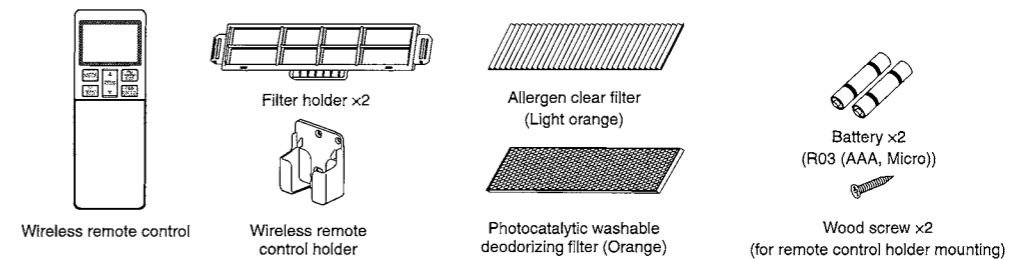 Filter holder ×2
Allergen clear filter
(Light orange)
Battery ×2
(R03 (AAA, Micro))
Wireless remote control
Wireless remote
control holder
Photocatalytic washable
deodorizing filter (Orange)
Wood screw ×2
(for remote control holder mounting)